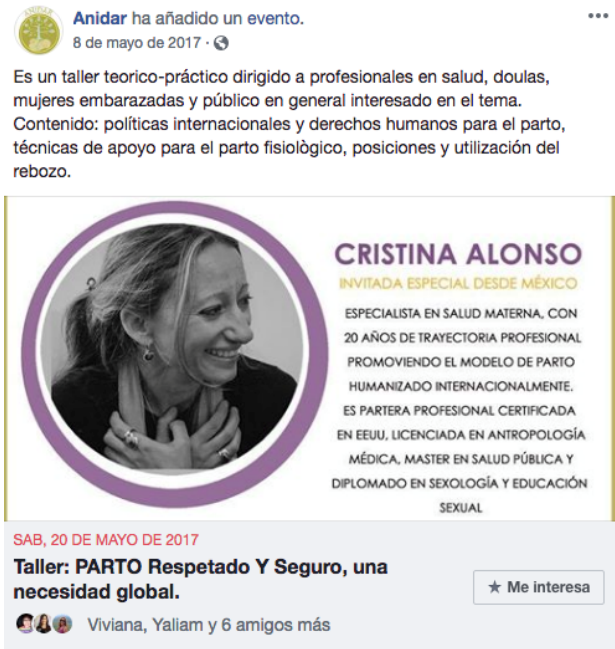 ANIDAR
Anidar ha añadido un evento.
8 de mayo de 2017 ·
Es un taller teorico-práctico dirigido a profesionales en salud, doulas,
mujeres embarazadas y público en general interesado en el tema.
Contenido: políticas internacionales y derechos humanos para el parto,
técnicas de apoyo para el parto fisiològico, posiciones y utilización del
rebozo.
CRISTINA ALONSO
INVITADA ESPECIAL DESDE MÉXICO
ESPECIALISTA EN SALUD MATERNA, CON
20 AÑOS DE TRAYECTORIA PROFESIONAL
PROMOVIENDO EL MODELO DE PARTO
HUMANIZADO INTERNACIONALMENTE.
ES PARTERA PROFESIONAL CERTIFICADA
EN EEUU, LICENCIADA EN ANTROPOLOGÍA
MÉDICA, MASTER EN SALUD PÚBLICA Y
DIPLOMADO EN SEXOLOGÍA Y EDUCACIÓN
SEXUAL
SAB, 20 DE MAYO DE 2017
Taller: PARTO Respetado Y Seguro, una
necesidad global.
★ Me interesa
Viviana, Yaliam y 6 amigos más